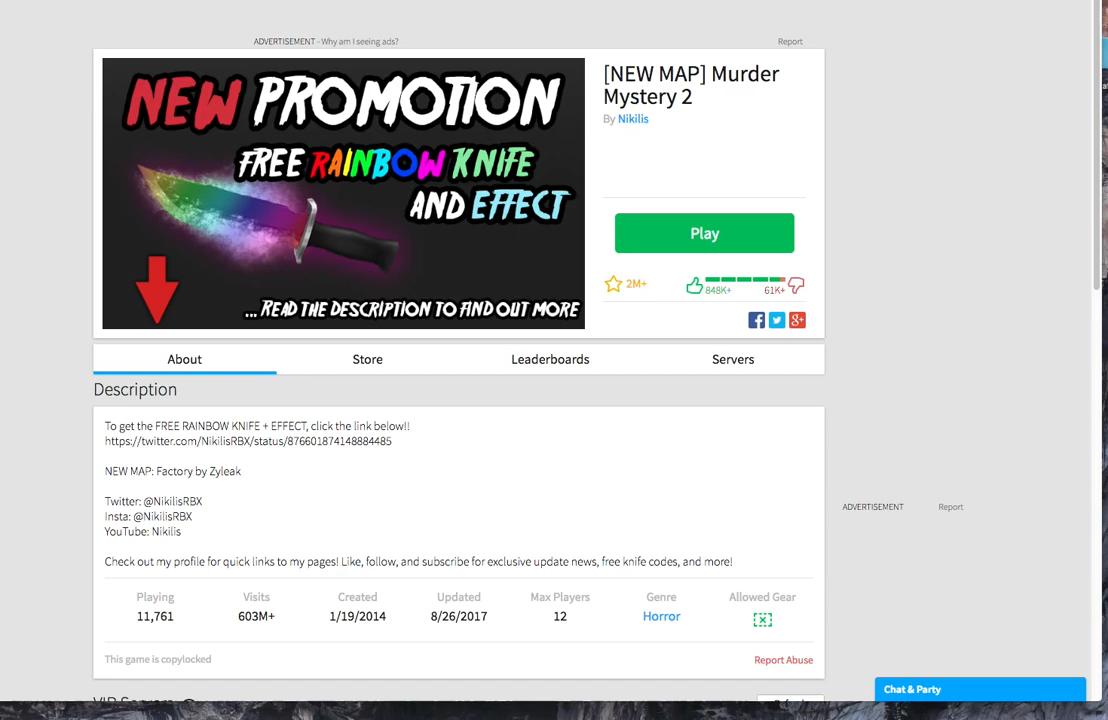 ADVERTISEMENT - Why am I seeing ads?
Report
NEW PROMOTION
FREE RAINBOW KNIFE
AND EFFECT
... READ THE DESCRIPTION TO FIND OUT MORE
[NEW MAP] Murder
Mystery 2
By Nikilis
Play
2M+
848K+
61K+
About
Store
Leaderboards
Servers
Description
To get the FREE RAINBOW KNIFE + EFFECT, click the link below!!
https://twitter.com/NikilisRBX/status/876601874148884485
NEW MAP: Factory by Zyleak
Twitter: @NikilisRBX
Insta: @NikilisRBX
YouTube: Nikilis
Check out my profile for quick links to my pages! Like, follow, and subscribe for exclusive update news, free knife codes, and more!
Playing
Visits
Created
Updated
Max Players
Genre
Allowed Gear
11,761
603M+
1/19/2014
8/26/2017
12
Horror
This game is copylocked
Report Abuse
ADVERTISEMENT
Report
Chat & Party